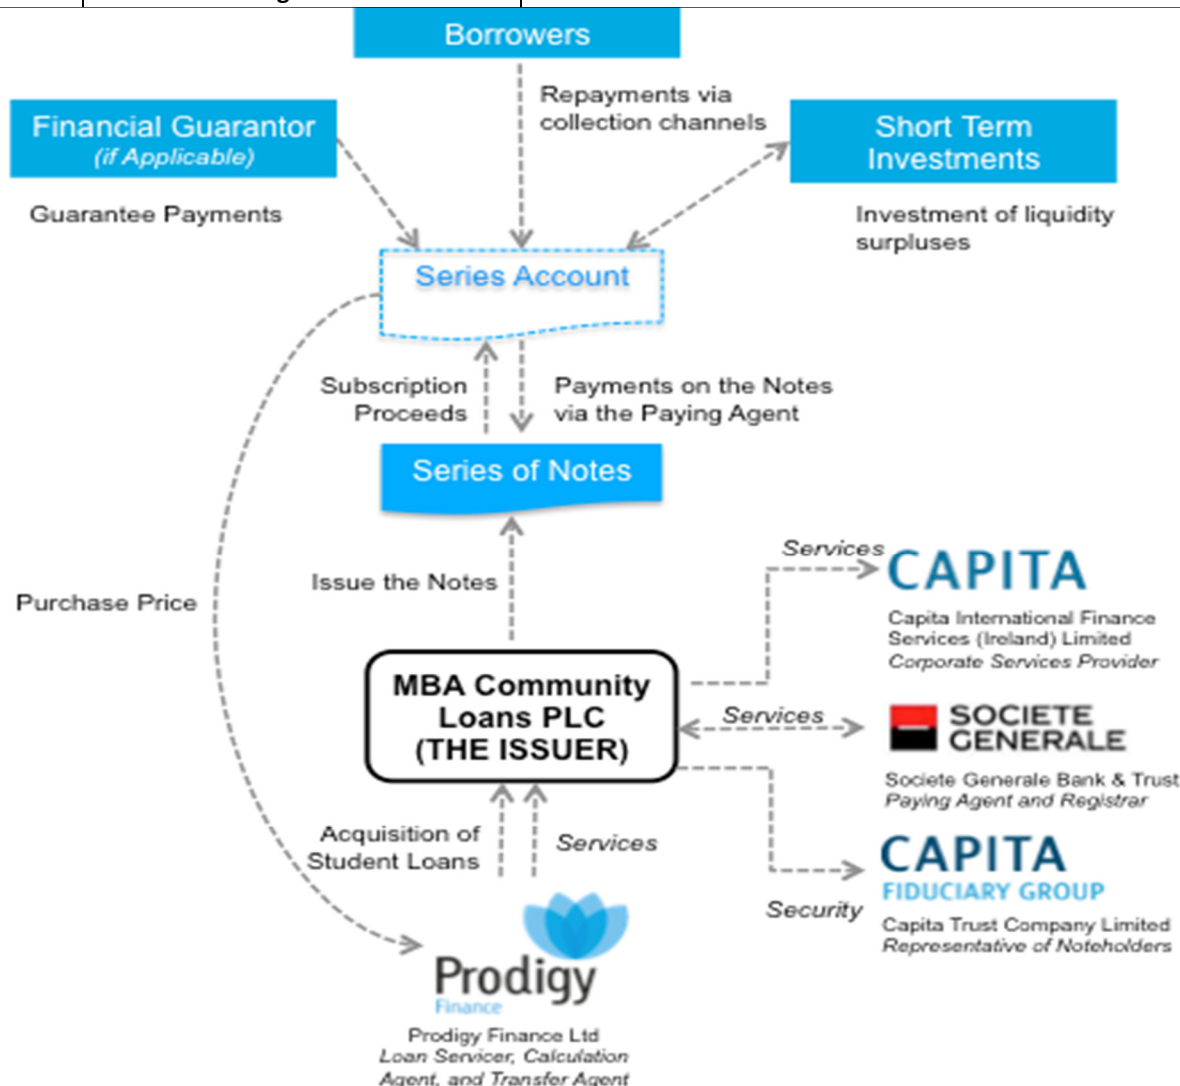 Borrowers
Repayments via
collection channels
Financial Guarantor
(if Applicable)
Guarantee Payments
Short Term
Investments
Investment of liquidity
surpluses
Series Account
Subscription
Proceeds
Payments on the Notes
via the Paying Agent
Series of Notes
Issue the Notes
Purchase Price
MBA Community
Loans PLC
(THE ISSUER)
Services
CAPITA
Capita International Finance
Services (Ireland) Limited
Corporate Services Provider
Services
SOCIETE
GENERALE
Societe Generale Bank & Trust
Paying Agent and Registrar
CAPITA
FIDUCIARY GROUP
Security
Capita Trust Company Limited
Representative of Noteholders
Acquisition of
Student Loans
Services
Prodigy
Finance
Prodigy Finance Ltd
Loan Servicer, Calculation
Agent, and Transfer Agent